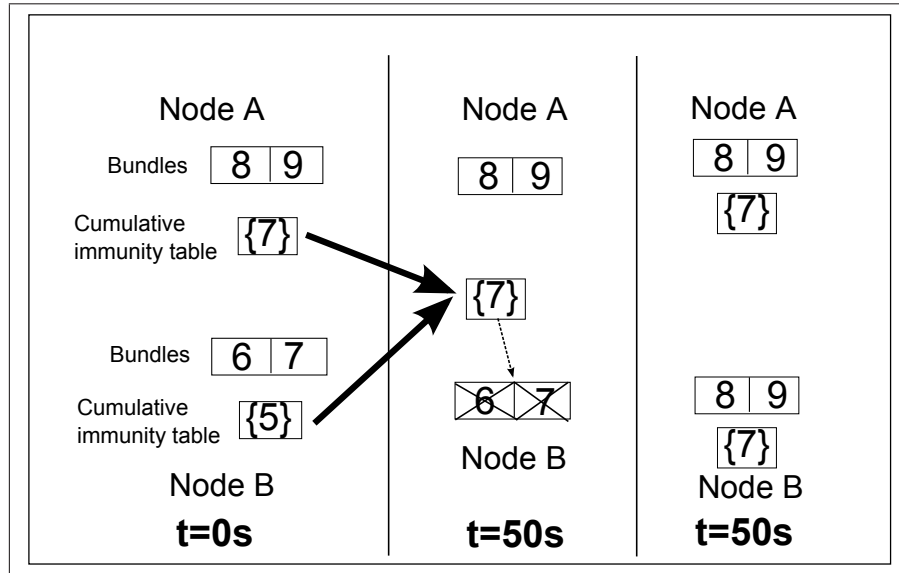 Node A
Bundles
8 9
Cumulative
immunity table
{7}
Bundles
6 7
Cumulative
immunity table
{5}
Node B
t=0s
Node A
8 9
{7}
6 7
Node B
t=50s
Node A
8 9
{7}
8 9
{7}
Node B
t=50s